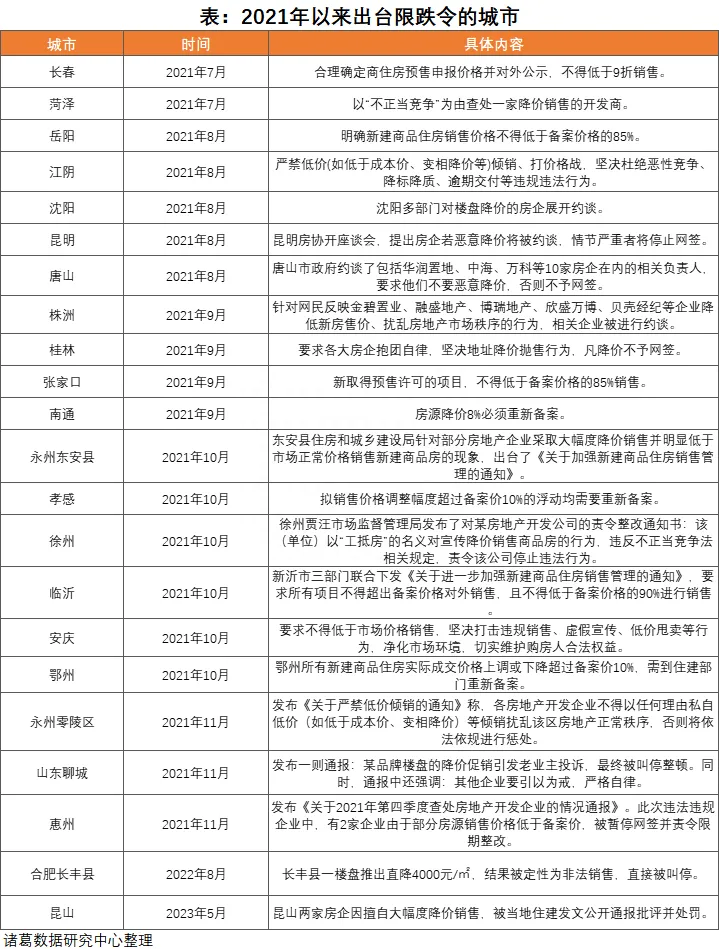 表：2021年以来出台限跌令的城市
城市 时间 具体内容
长春 2021年7月 合理确定商住房预售申报价格并对外公示，不得低于9折销售。
菏泽 2021年7月 以“不正当竞争”为由查处一家降价销售的开发商。
岳阳 2021年8月 明确新建商品住房销售价格不得低于备案价格的85%。
江阴 2021年8月 严禁低价(如低于成本价、变相降价等)倾销、打价格战，坚决杜绝恶性竞争、
降标降质、逾期交付等违规违法行为。
沈阳 2021年8月 沈阳多部门对楼盘降价的房企展开约谈。
昆明 2021年8月 昆明房协开座谈会，提出房企若恶意降价将被约谈，情节严重者将停止网签。
唐山 2021年8月 唐山市政府约谈了包括华润置地、中海、万科等10家房企在内的相关负责人，
要求他们不要恶意降价，否则不予网签。
株洲 2021年9月 针对网民反映金碧置业、融盛地产、博瑞地产、欣盛万博、贝壳经纪等企业降
低新房售价、扰乱房地产市场秩序的行为，相关企业被进行约谈。
桂林 2021年9月 要求各大房企抱团自律，坚决地址降价抛售行为，凡降价不予网签。
张家口 2021年9月 新取得预售许可的项目，不得低于备案价格的85%销售。
南通 2021年9月 房源降价8%必须重新备案。
永州东安县 2021年10月 东安县住房和城乡建设局针对部分房地产企业采取大幅度降价销售并明显低于
市场正常价格销售新建商品房的现象，出台了《关于加强新建商品住房销售管
理的通知》。
孝感 2021年10月 拟销售价格调整幅度超过备案价10%的浮动均需要重新备案。
徐州 2021年10月 徐州贾汪市场监督管理局发布了对某房地产开发公司的责令整改通知书：该
（单位）以“工抵房”的名义对宣传降价销售商品房的行为，违反不正当竞争法
相关规定，责令该公司停止违法行为。
临沂 2021年10月 新沂市三部门联合下发《关于进一步加强新建商品住房销售管理的通知》，要
求所有项目不得超出备案价格对外销售，且不得低于备案价格的90%进行销售
。
安庆 2021年10月 要求不得低于市场价格销售，坚决打击违规销售、虚假宣传、低价甩卖等行
为，净化市场环境，切实维护购房人合法权益。
鄂州 2021年10月 鄂州所有新建商品住房实际成交价格上调或下降超过备案价10%，需到住建部
门重新备案。
永州零陵区 2021年11月 发布《关于严禁低价倾销的通知》称，各房地产开发企业不得以任何理由私自
低价（如低于成本价、变相降价）等倾销扰乱该区房地产正常秩序，否则将依
法依规进行惩处。
山东聊城 2021年11月 发布一则通报：某品牌楼盘的降价促销引发老业主投诉，最终被叫停整顿。同
时，通报中还强调：其他企业要引以为戒，严格自律。
惠州 2021年11月 发布《关于2021年第四季度查处房地产开发企业的情况通报》。此次违法违规
企业中，有2家企业由于部分房源销售价格低于备案价，被暂停网签并责令限
期整改。
合肥长丰县 2022年8月 长丰县一楼盘推出直降4000元/㎡，结果被定性为非法销售，直接被叫停。
昆山 2023年5月 昆山两家房企因擅自大幅度降价销售，被当地住建发文公开通报批评并处罚。
诸葛数据研究中心整理